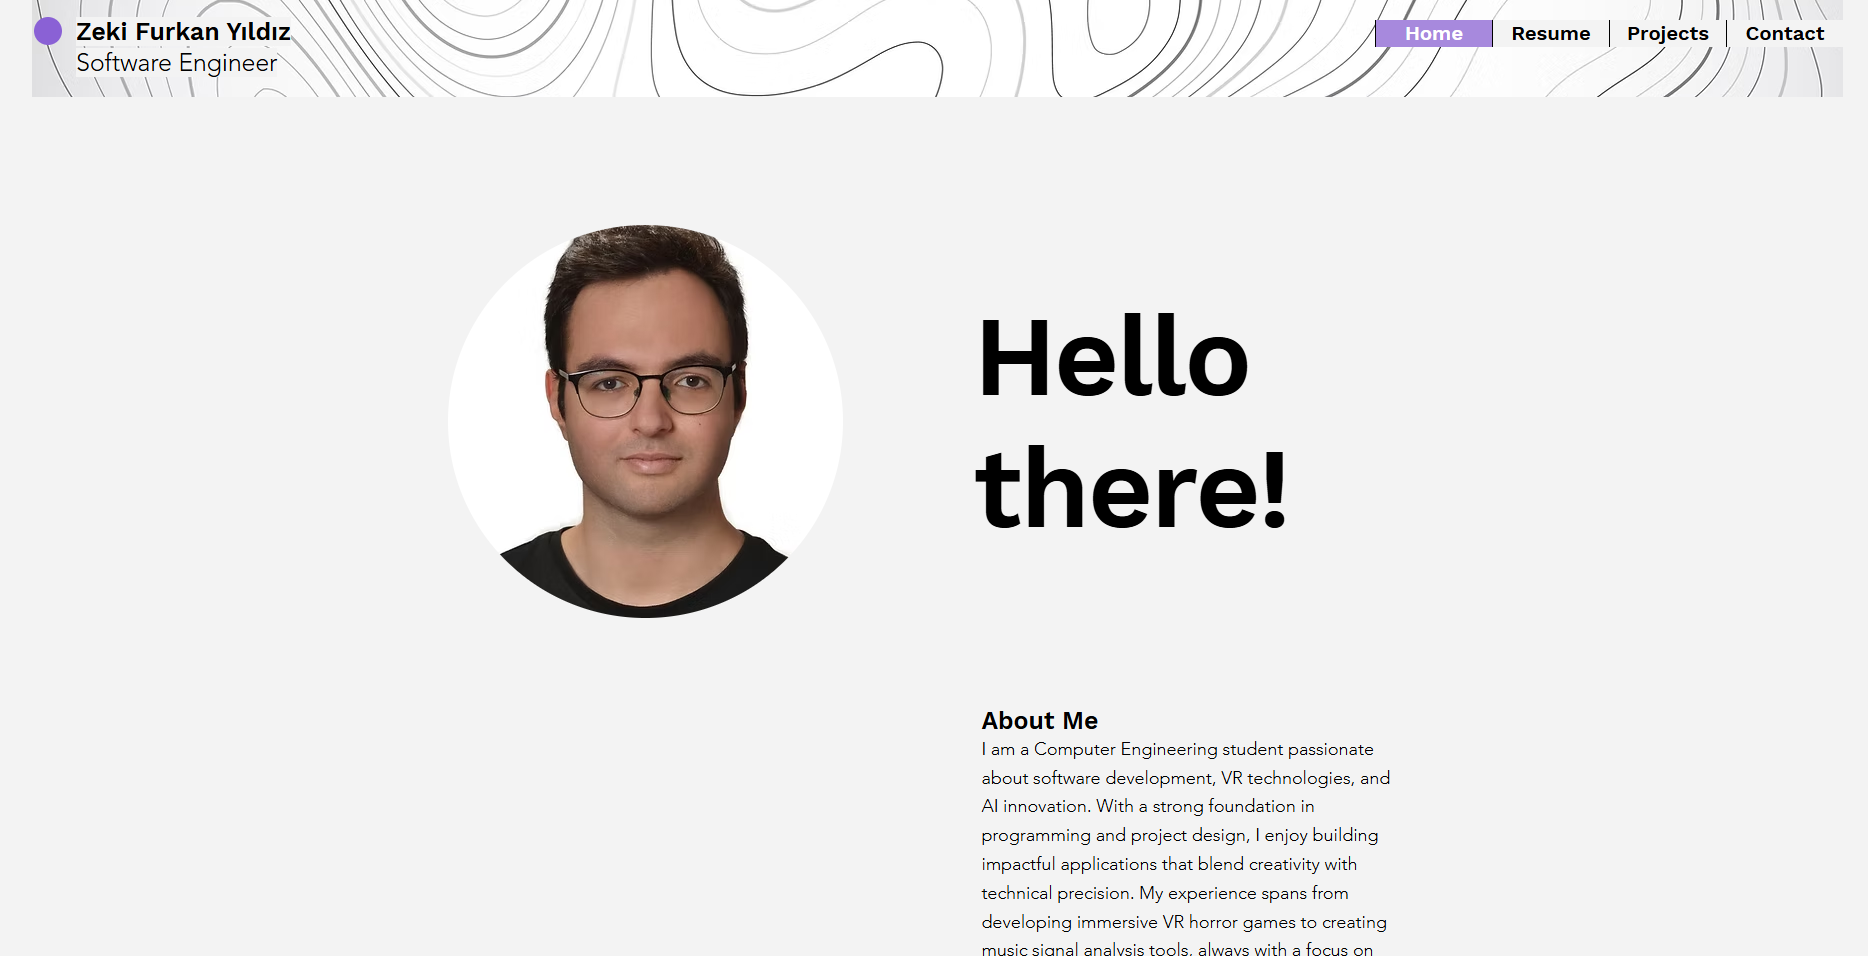 Zeki Furkan Yıldız
Software Engineer
Home
Resume
Projects
Contact
Hello
there!
About Me
I am a Computer Engineering student passionate
about software development, VR technologies, and
AI innovation. With a strong foundation in
programming and project design, I enjoy building
impactful applications that blend creativity with
technical precision. My experience spans from
developing immersive VR horror games to creating
music signal analysis tools, always with a focus on